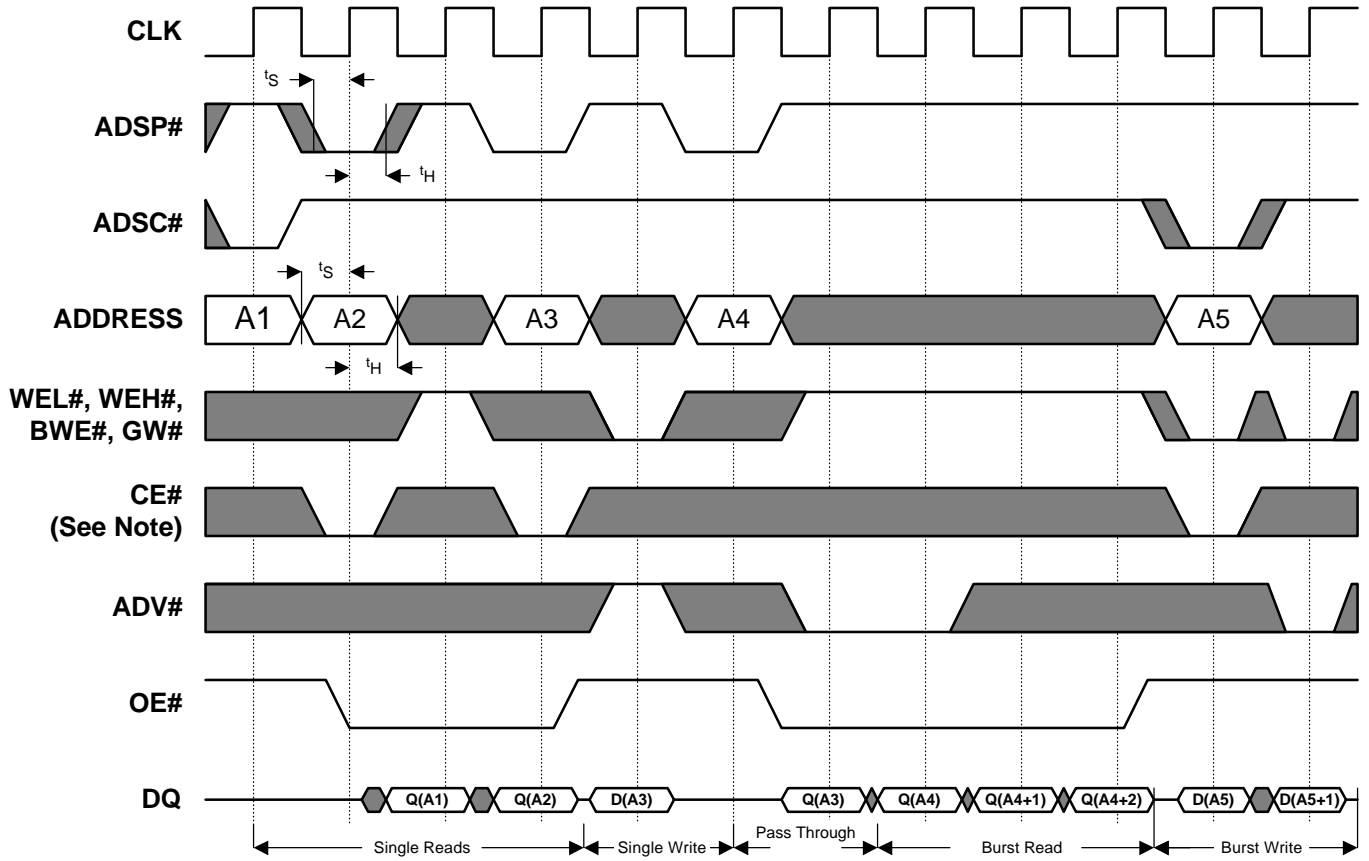 CLK
tS
ADSP#
tH
ADSC#
tS
ADDRESS
A1 A2 A3 A4 A5
tH
WEL#, WEH#,
BWE#, GW#
CE#
(See Note)
ADV#
OE#
DQ
Q(A1) Q(A2) D(A3) Q(A3) Q(A4) Q(A4+1) Q(A4+2) D(A5) D(A5+1)
Single Reads Single Write Pass Through Burst Read Burst Write